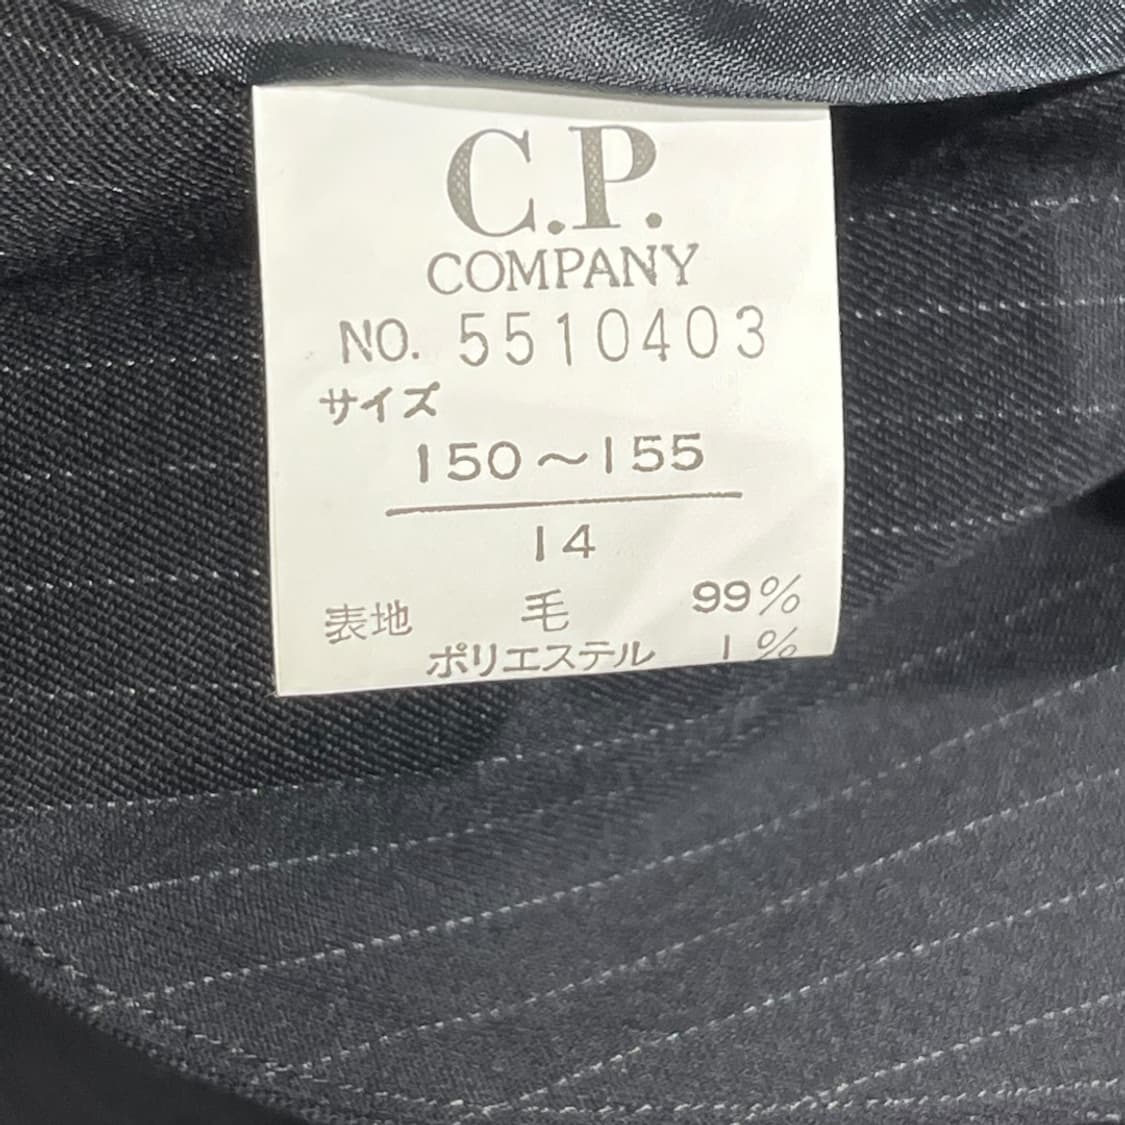 C.P.
COMPANY
NO. 5510403
サイズ
150〜155
14
表地 毛 99%
ポリエステル 1%